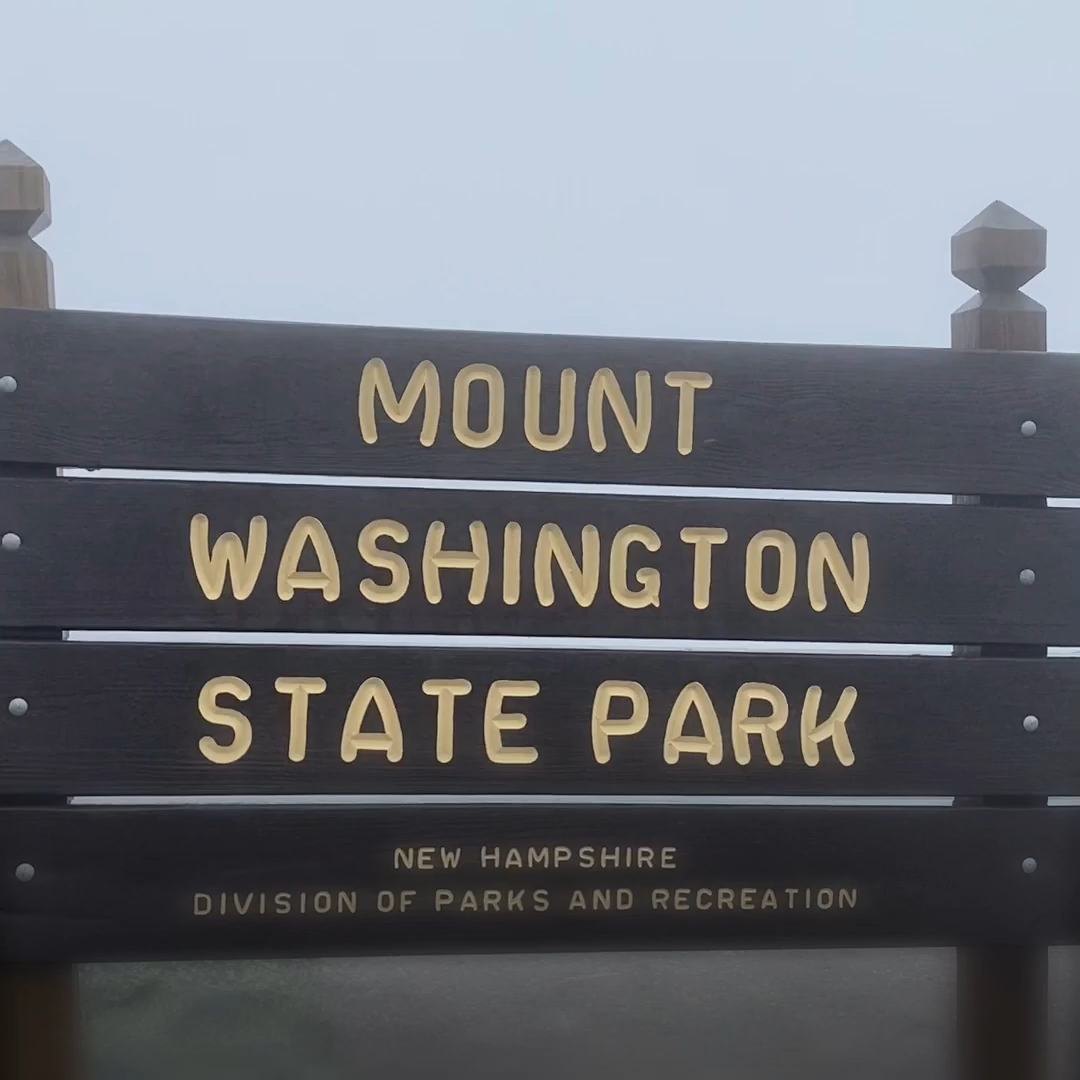 MOUNT
WASHINGTON
STATE PARK
NEW HAMPSHIRE
DIVISION OF PARKS AND RECREATION